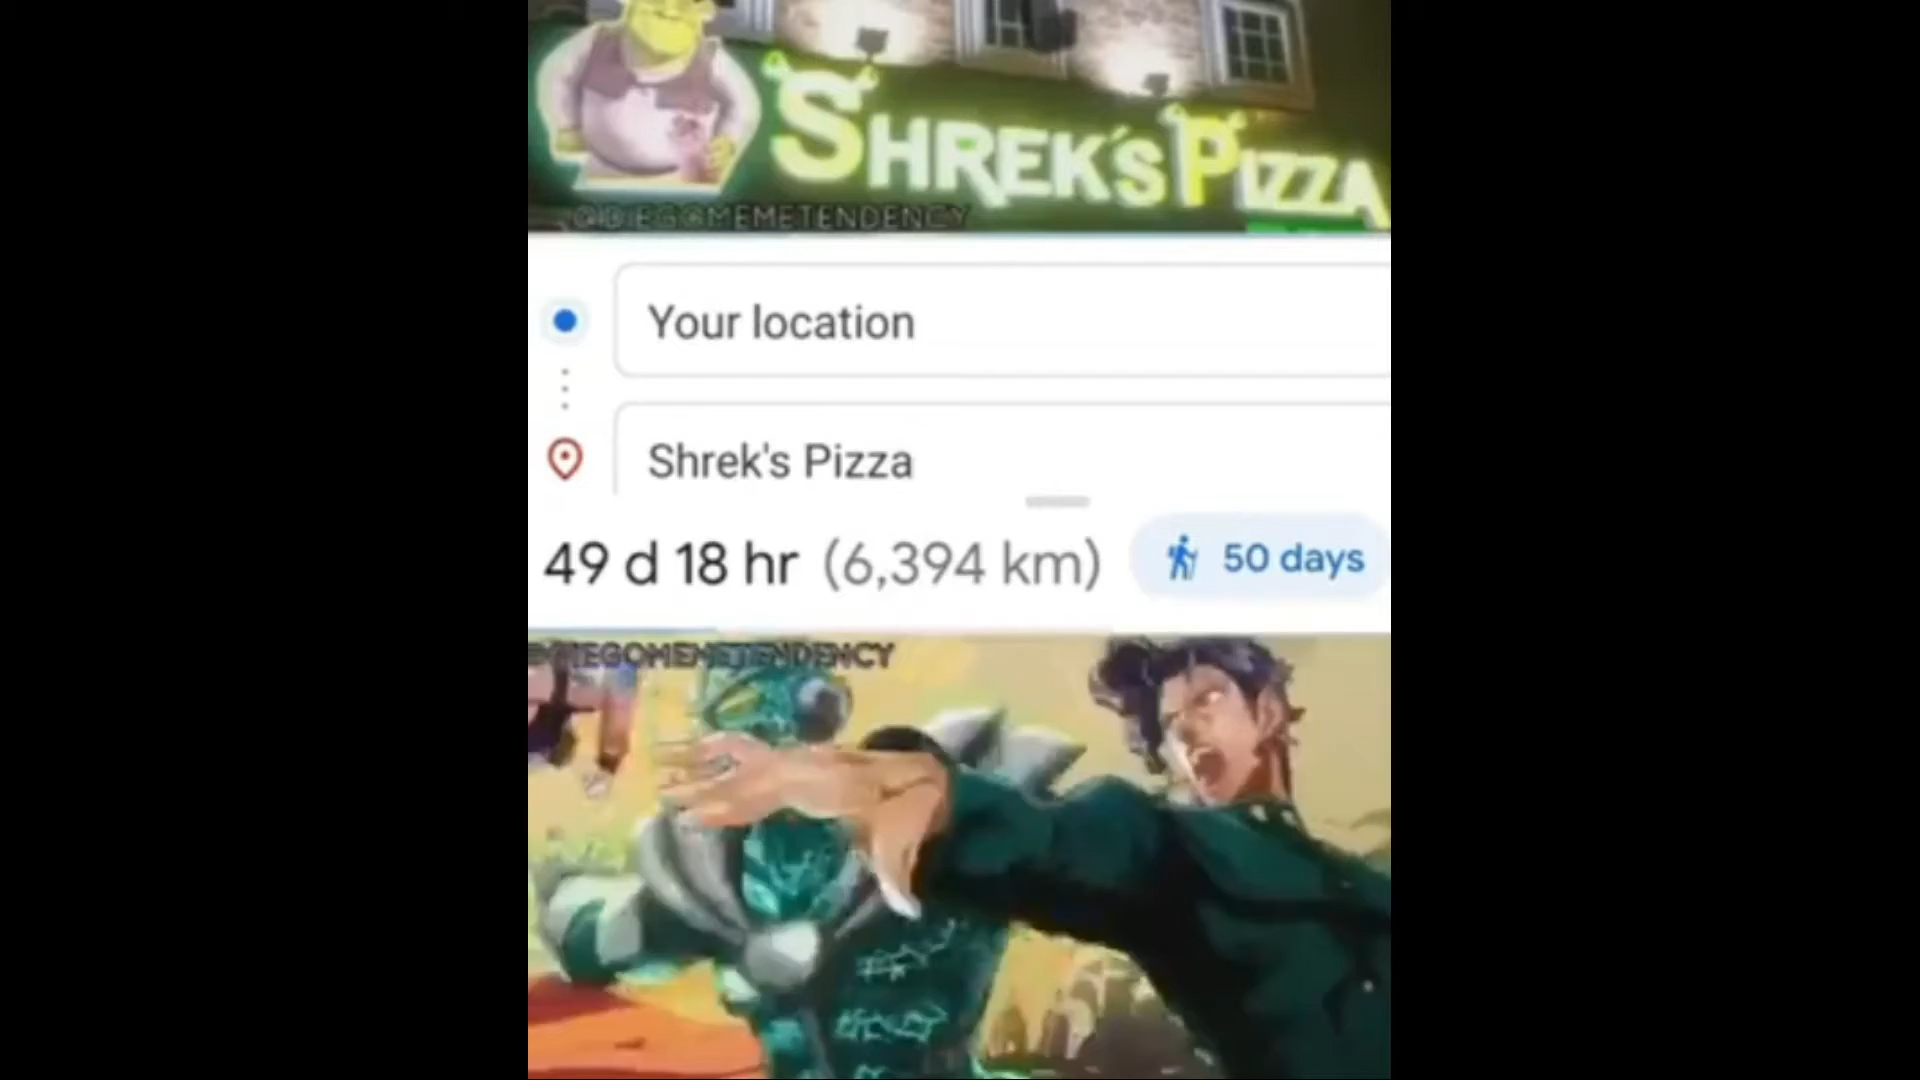 SHREK'S PIZZA
@DIEGOMEMETENDENCY
Your location
Shrek's Pizza
49 d 18 hr (6,394 km)
50 days
@DIEGOMEMETENDENCY